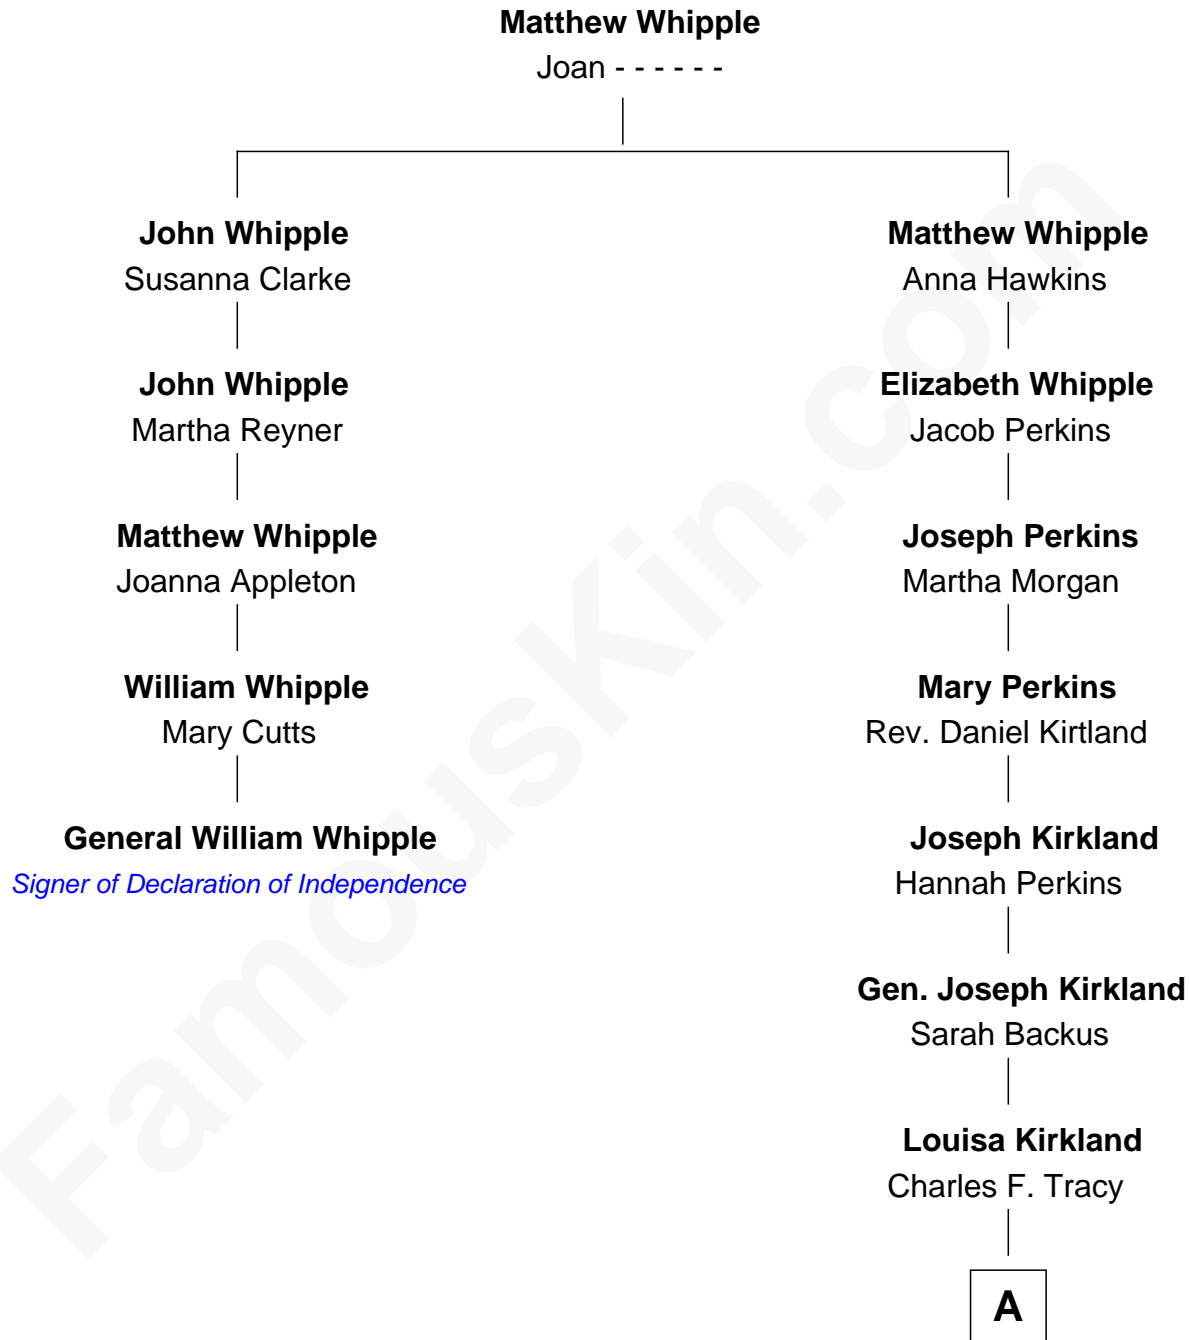 Matthew Whipple
Joan - - - - - -
John Whipple
Susanna Clarke
Matthew Whipple
Anna Hawkins
John Whipple
Martha Reyner
Elizabeth Whipple
Jacob Perkins
Matthew Whipple
Joanna Appleton
Joseph Perkins
Martha Morgan
William Whipple
Mary Cutts
Mary Perkins
Rev. Daniel Kirtland
General William Whipple
Signer of Declaration of Independence
Joseph Kirkland
Hannah Perkins
Gen. Joseph Kirkland
Sarah Backus
Louisa Kirkland
Charles F. Tracy
A
FamousKin.com